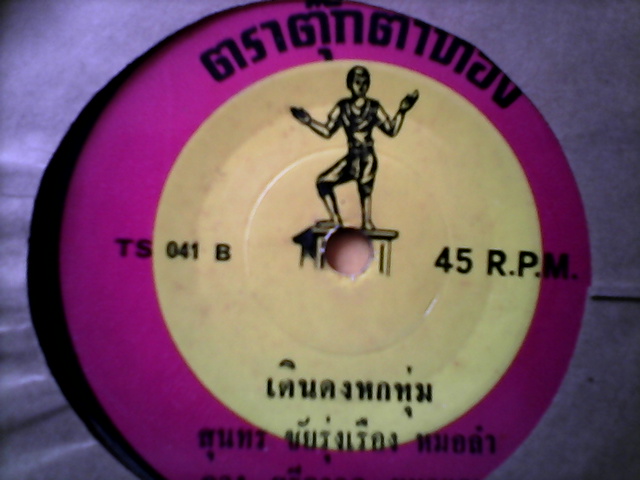 ตราตุ๊กตาทอง
TS 041 B
45 R.P.M.
เดินดงหกทุ่ม
สุนทร ชัยรุ่งเรือง หมอลำ